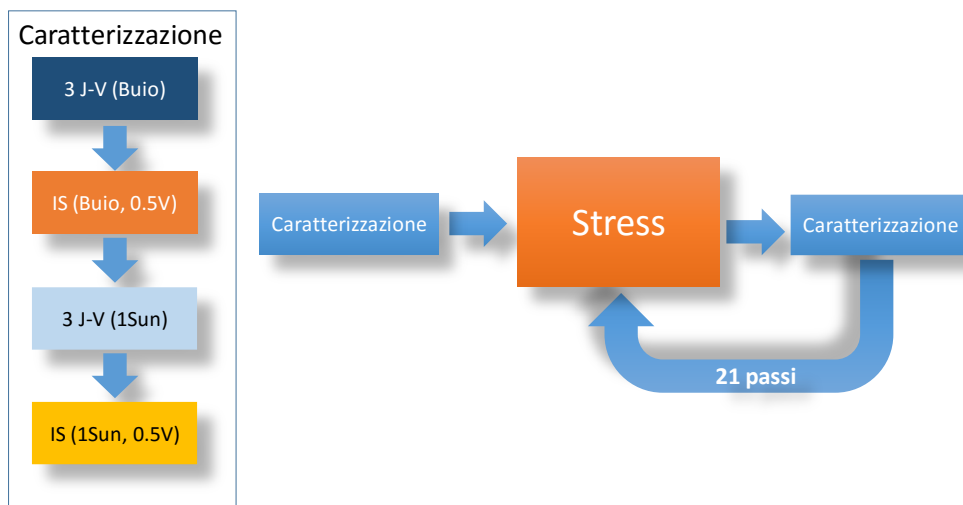 Caratterizzazione
3 J-V (Buio)
IS (Buio, 0.5V)
3 J-V (1Sun)
IS (1Sun, 0.5V)
Caratterizzazione
Stress
Caratterizzazione
21 passi